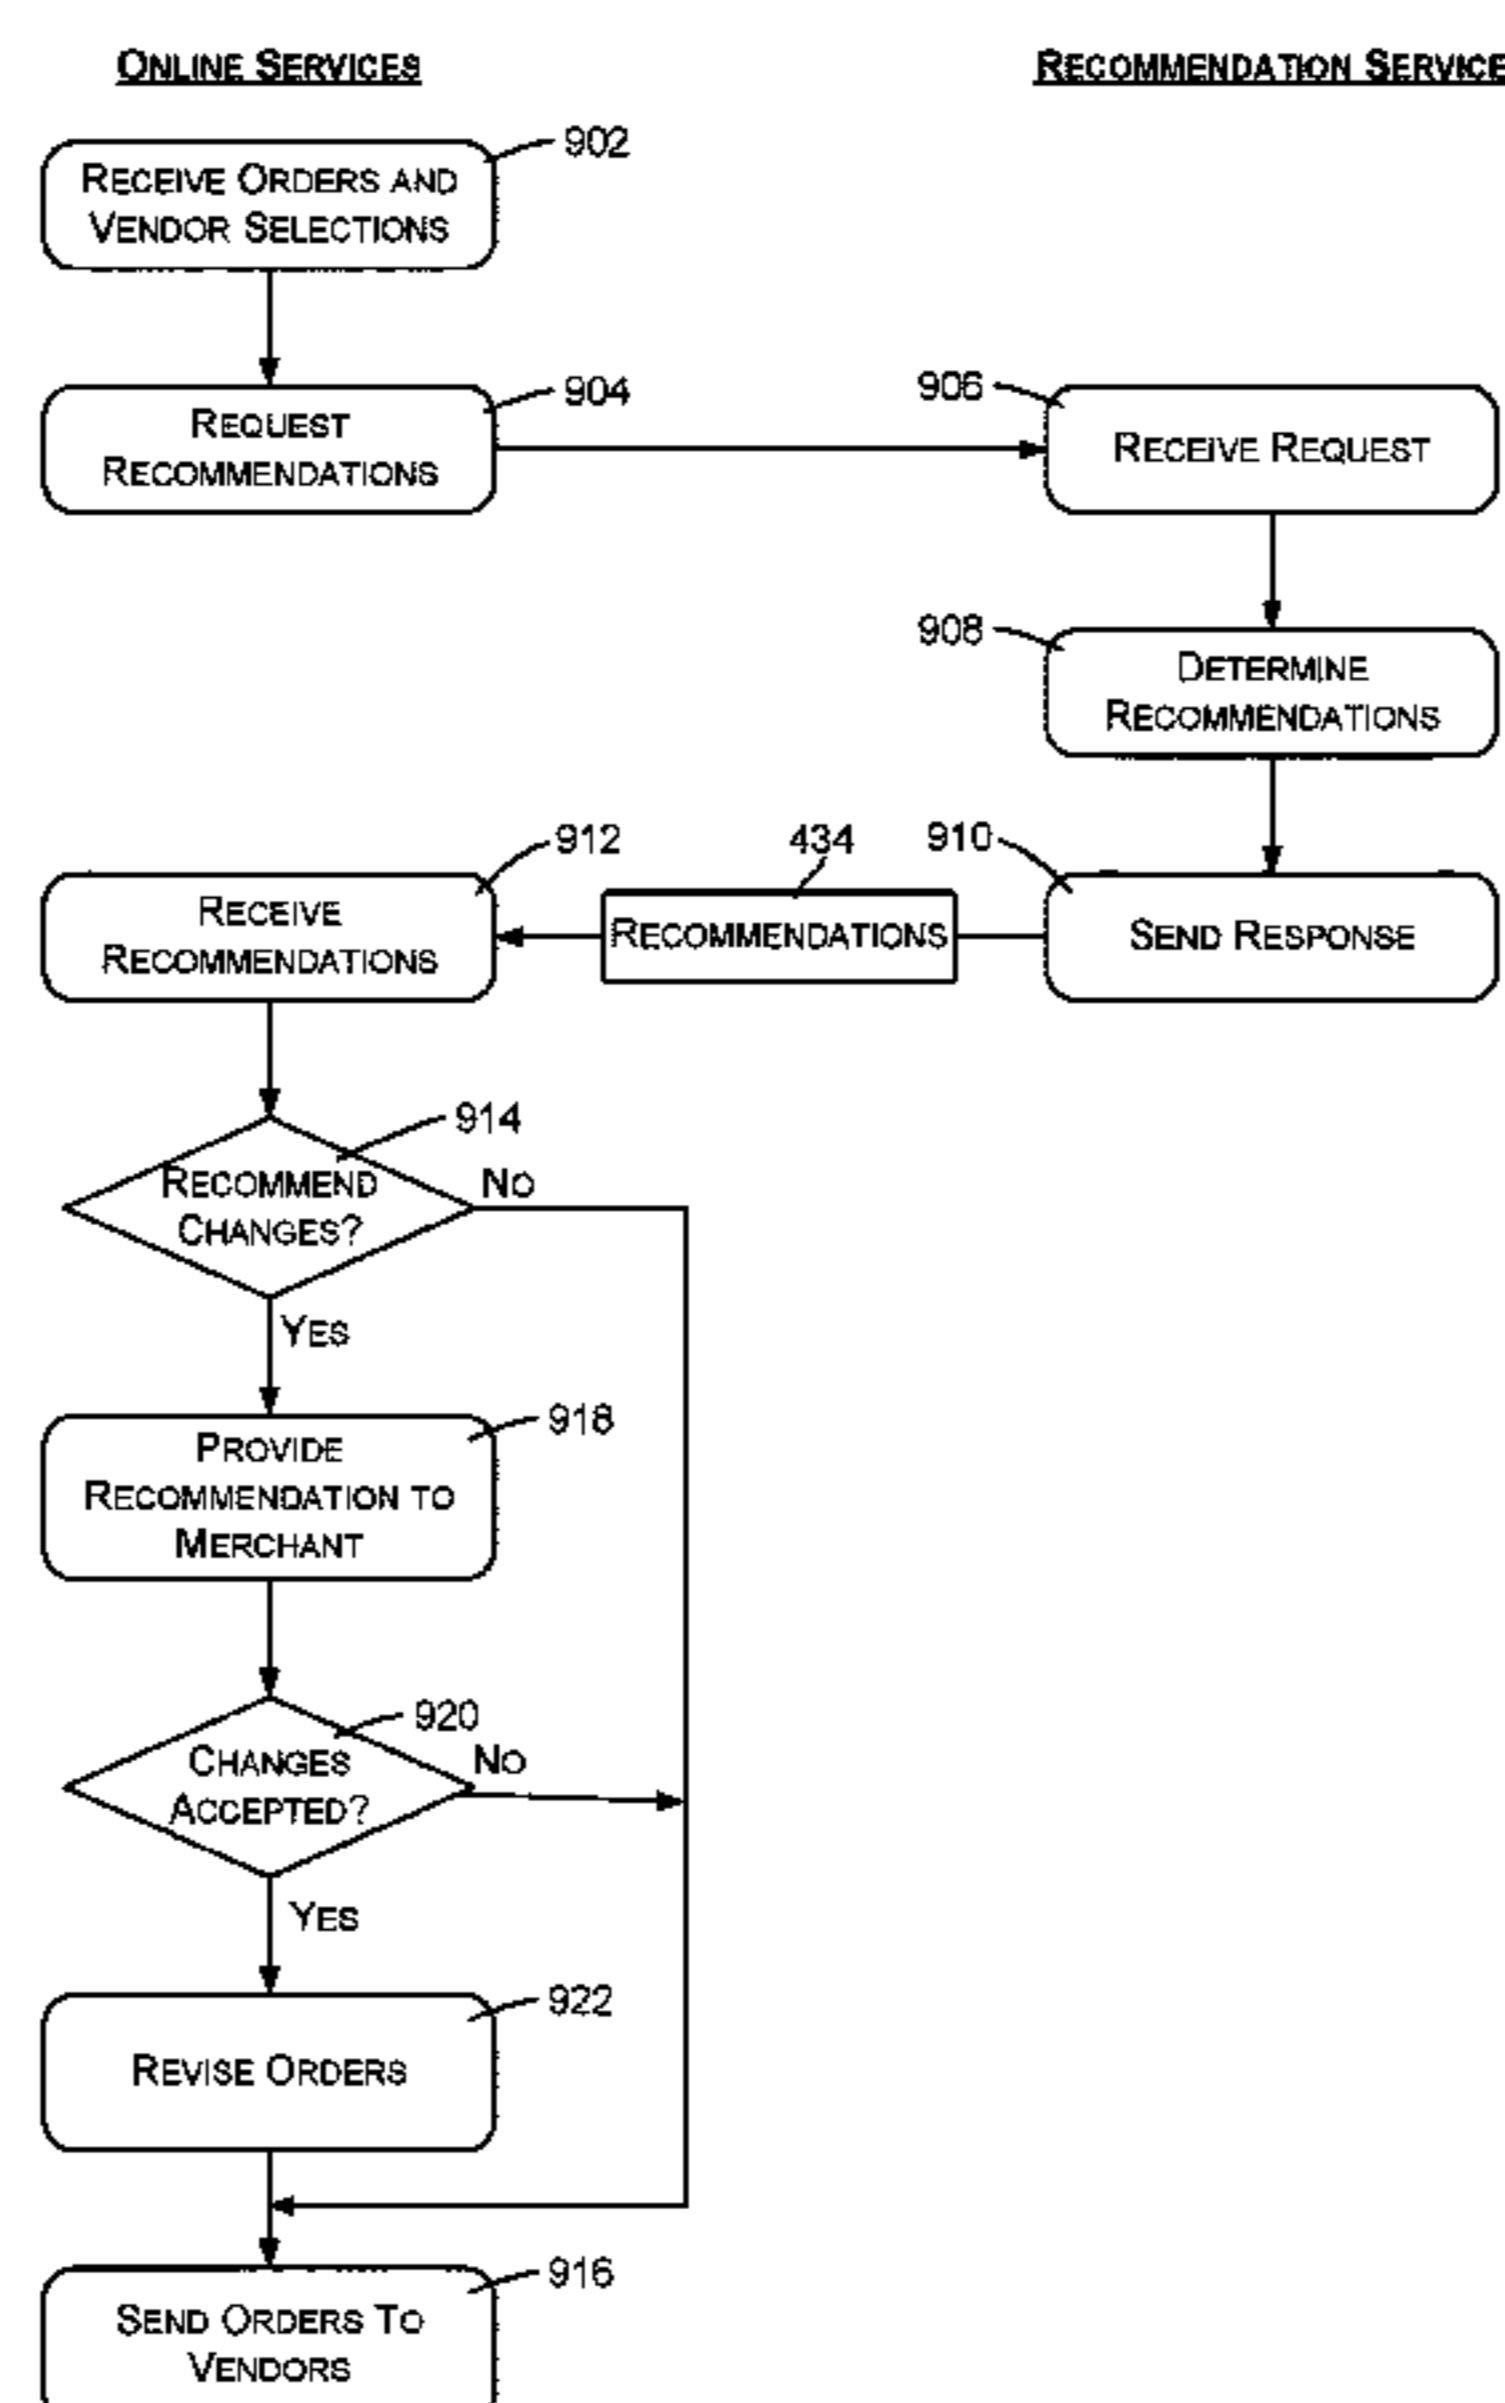 ONLINE SERVICES
RECOMMENDATION SERVICE
902
RECEIVE ORDERS AND
VENDOR SELECTIONS
904
REQUEST
RECOMMENDATIONS
906
RECEIVE REQUEST
908
DETERMINE
RECOMMENDATIONS
912
RECEIVE
RECOMMENDATIONS
434
RECOMMENDATIONS
910
SEND RESPONSE
914
RECOMMEND
CHANGES?
NO
YES
918
PROVIDE
RECOMMENDATION TO
MERCHANT
920
CHANGES
ACCEPTED?
NO
YES
922
REVISE ORDERS
916
SEND ORDERS TO
VENDORS